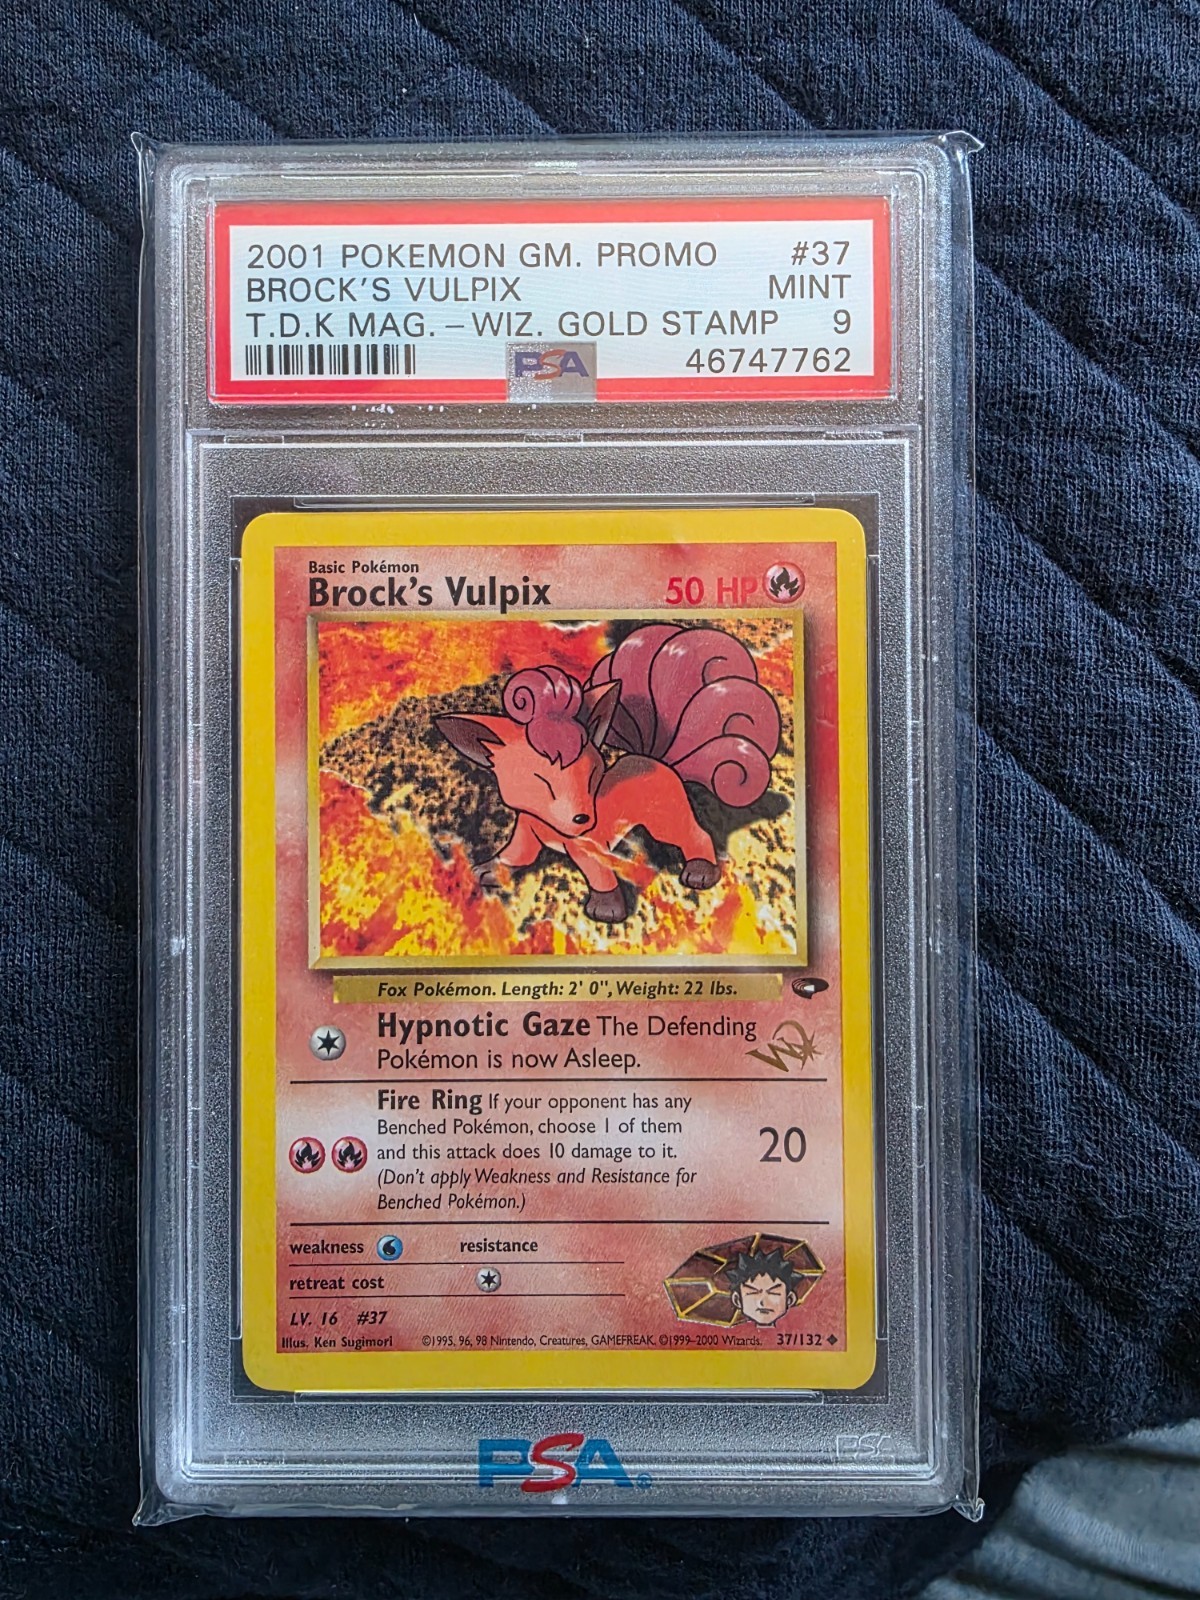 2001 POKEMON GM. PROMO #37
BROCK'S VULPIX MINT
T.D.K MAG. – WIZ. GOLD STAMP 9
PSA 46747762
Basic Pokémon
Brock's Vulpix 50 HP
Fox Pokémon. Length: 2' 0", Weight: 22 lbs.
Hypnotic Gaze The Defending
Pokémon is now Asleep.
W
Fire Ring If your opponent has any
Benched Pokémon, choose 1 of them
and this attack does 10 damage to it.
(Don't apply Weakness and Resistance for
Benched Pokémon.)
20
weakness resistance
retreat cost
LV. 16 #37
Illus. Ken Sugimori ©1995, 96, 98 Nintendo, Creatures, GAMEFREAK. ©1999-2000 Wizards. 37/132
PSA
PSA®